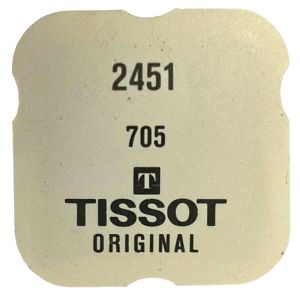 2451
705
T
TISSOT
ORIGINAL